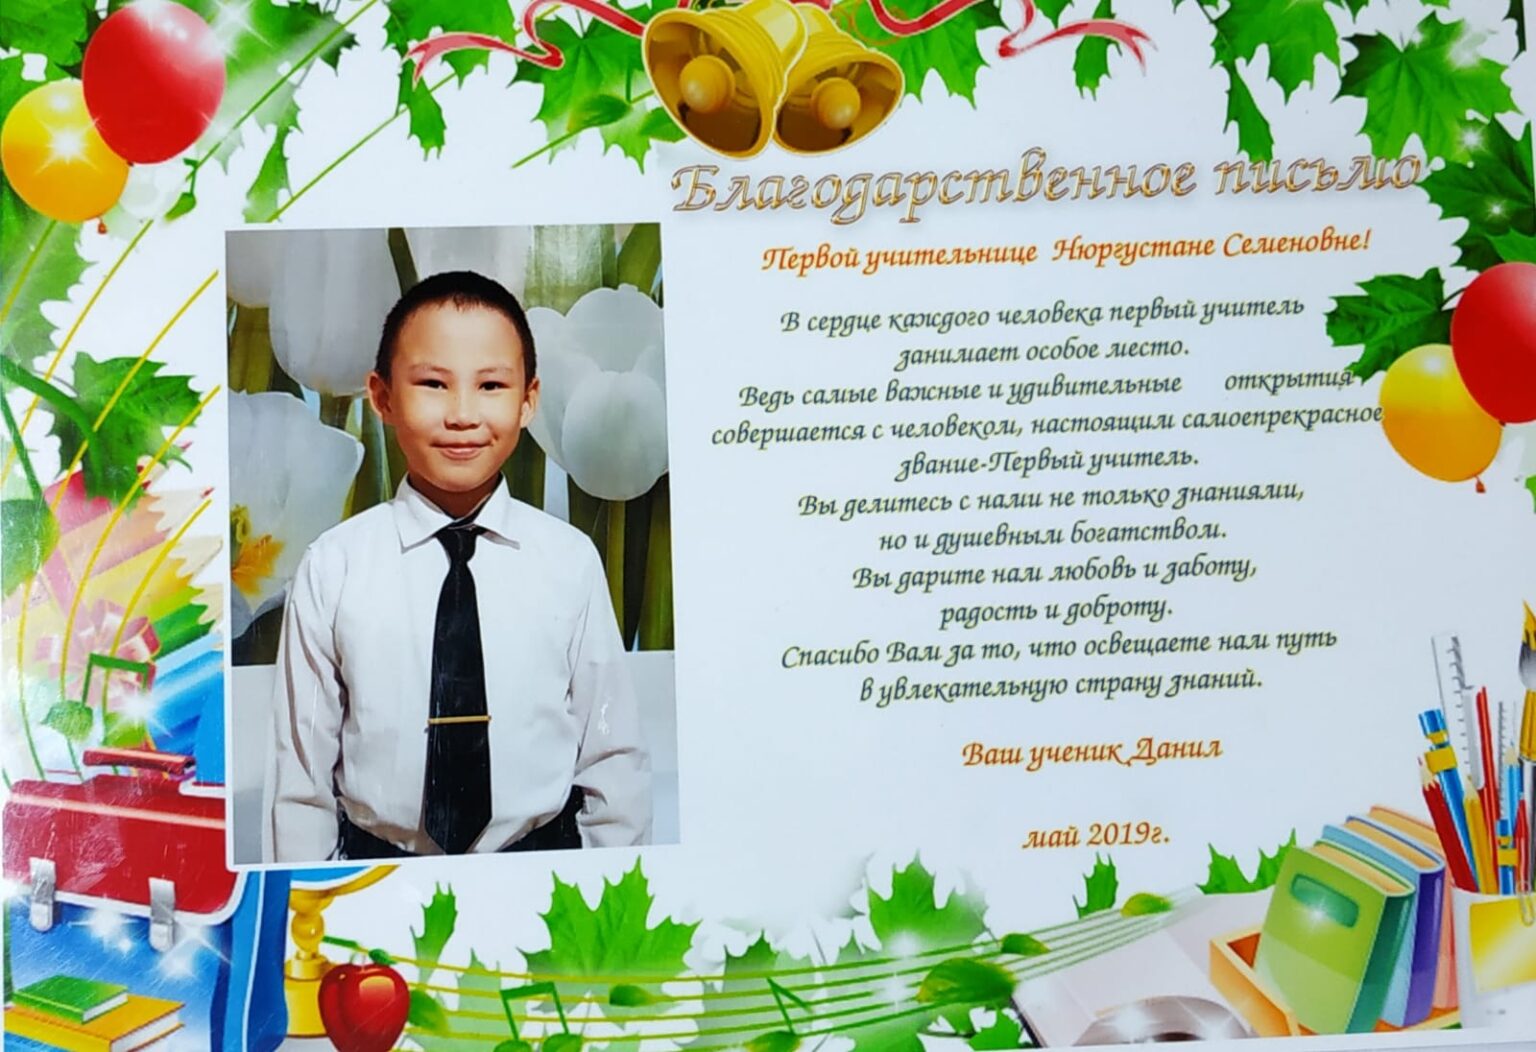 Благодарственное письмо
Первой учительнице Нюргустане Семеновне!
В сердце каждого человека первый учитель
занимает особое место.
Ведь самые важные и удивительные открытия
совершается с человеком, настоящим самоепрекрасное
звание-Первый учитель.
Вы делитесь с нами не только знаниями,
но и душевным богатством.
Вы дарите нам любовь и заботу,
радость и доброту.
Спасибо Вам за то, что освещаете нам путь
в увлекательную страну знаний.
Ваш ученик Данил
май 2019г.